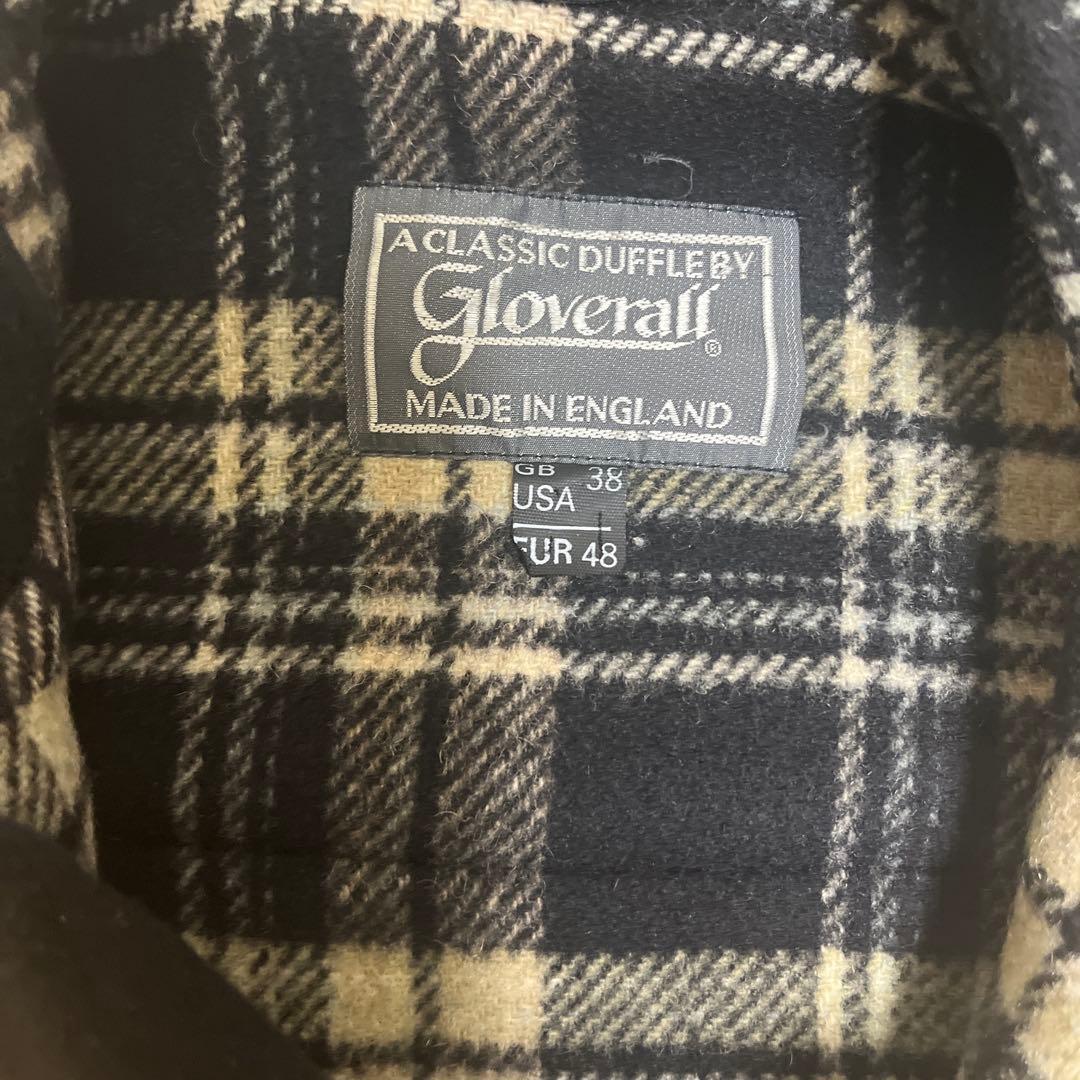 A CLASSIC DUFFLE BY
Gloverall®
MADE IN ENGLAND
GB 38
USA
EUR 48